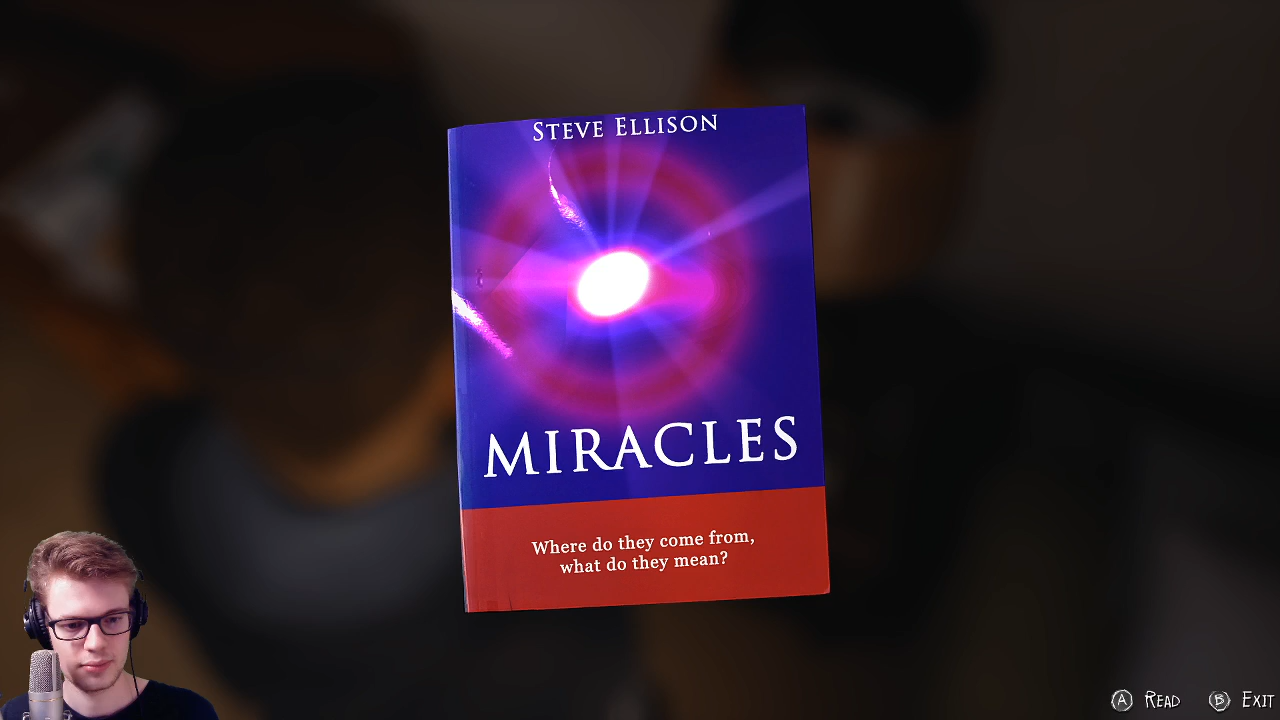 STEVE ELLISON
MIRACLES
Where do they come from,
what do they mean?
A READ B EXIT